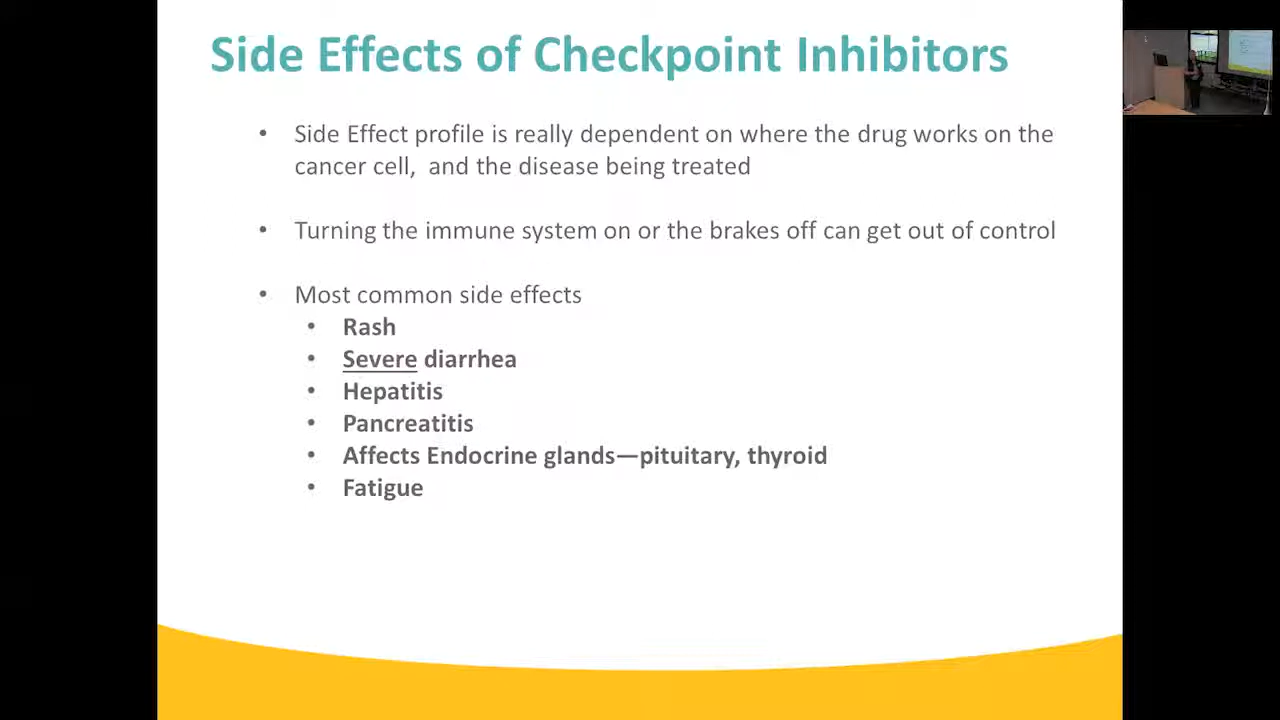 Side Effects of Checkpoint Inhibitors
• Side Effect profile is really dependent on where the drug works on the
cancer cell, and the disease being treated
• Turning the immune system on or the brakes off can get out of control
• Most common side effects
• Rash
• Severe diarrhea
• Hepatitis
• Pancreatitis
• Affects Endocrine glands—pituitary, thyroid
• Fatigue